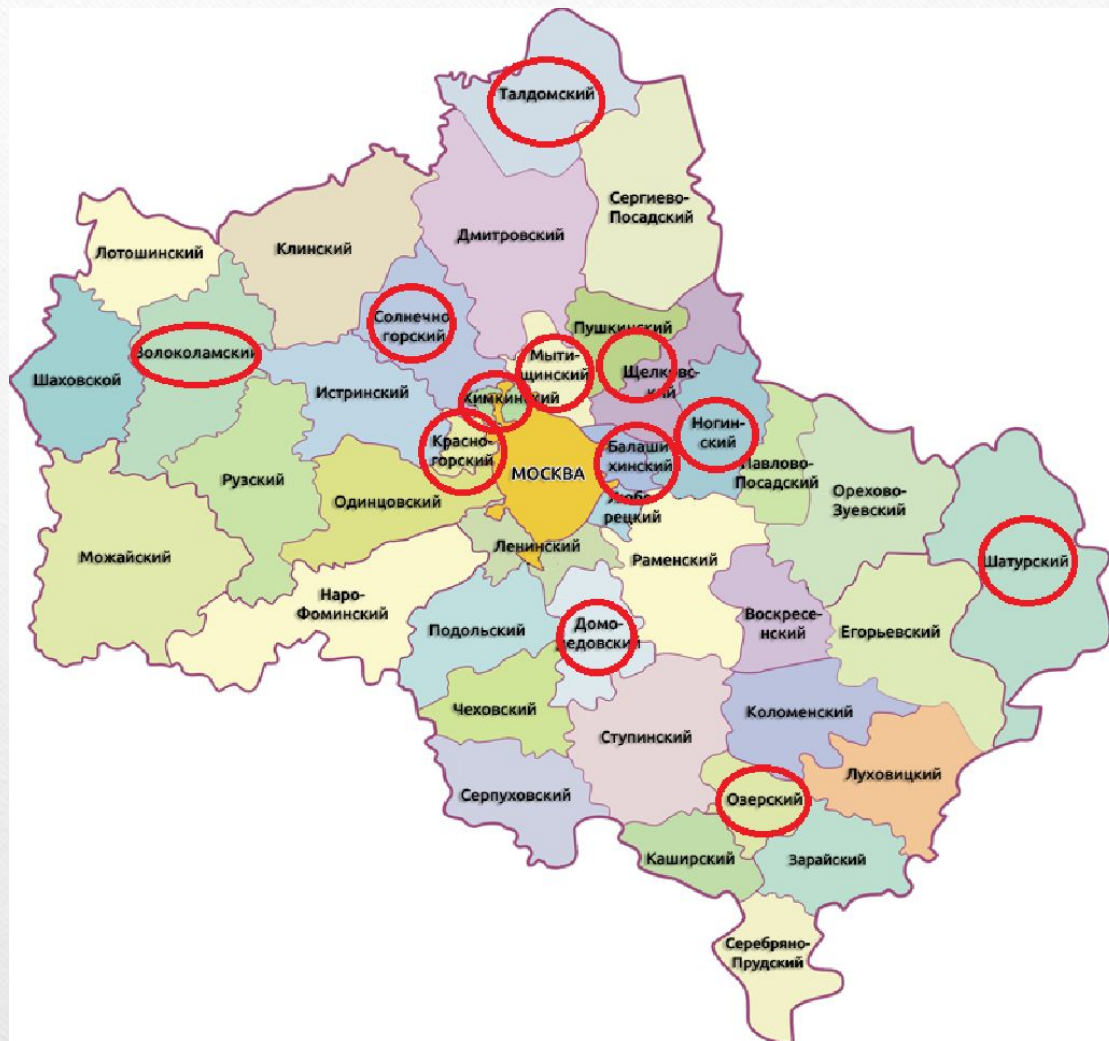 Талдомский
Сергиево-
Посадский
Дмитровский
Клинский
Лотошинский
Солнечно
горский
Пушкинский
Волоколамский
Мыти-
щинский
Щелковс-
кий
Шаховской
Истринский
Химкинский
Ногин-
ский
Красно-
горский
Балаши-
хинский
МОСКВА
Павлово-
Посадский
Рузский
Одинцовский
Любе-
рецкий
Орехово-
Зуевский
Можайский
Ленинский
Раменский
Шатурский
Наро-
Фоминский
Подольский
Домо-
дедовский
Воскресе-
нский
Егорьевский
Чеховский
Коломенский
Ступинский
Луховицкий
Серпуховский
Озерский
Каширский
Зарайский
Серебряно-
Прудский